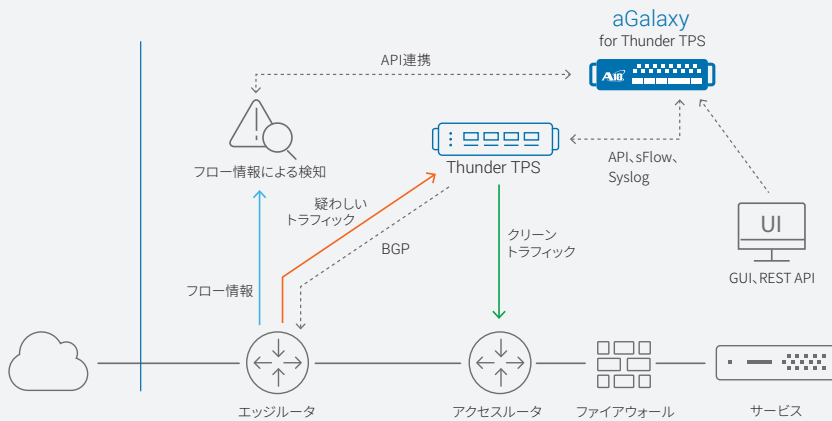 aGalaxy
for Thunder TPS
API連携
A10
フロー情報による検知
Thunder TPS
API、sFlow、
Syslog
疑わしい
トラフィック
BGP
クリーン
トラフィック
UI
GUI、REST API
フロー情報
エッジルータ
アクセスルータ
ファイアウォール
サービス